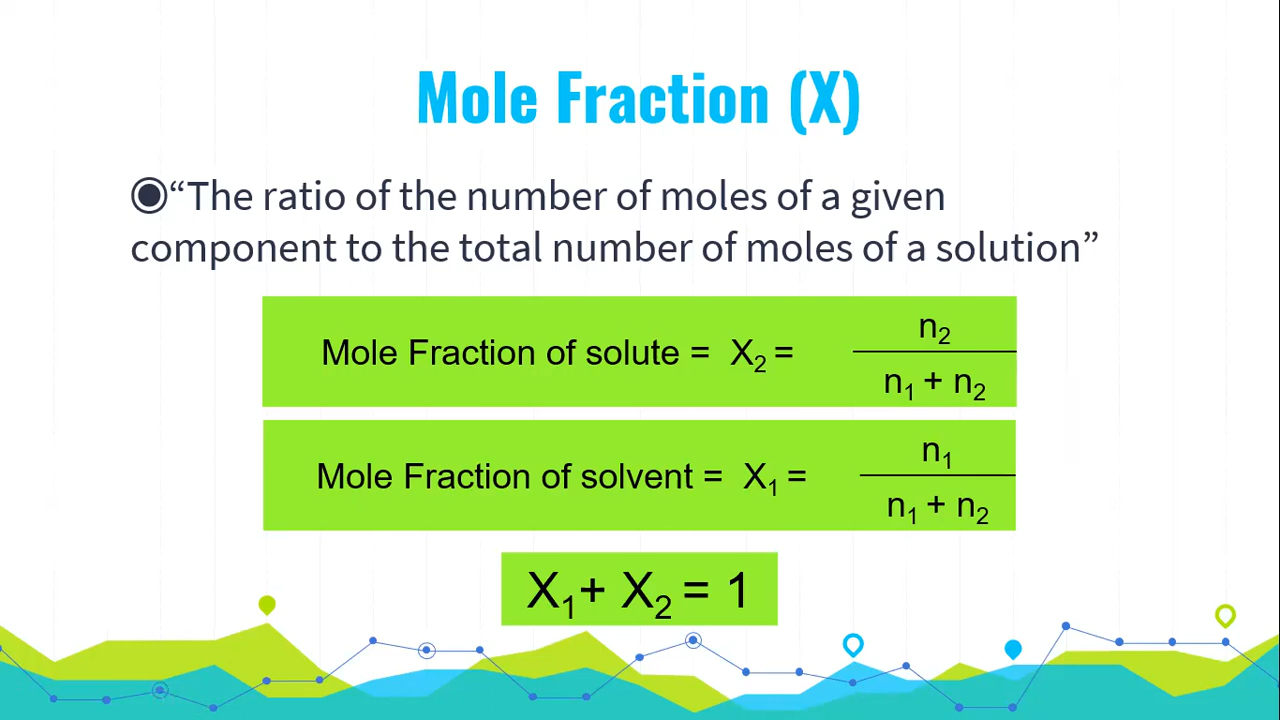 Mole Fraction (X)
◉“The ratio of the number of moles of a given
component to the total number of moles of a solution”
Mole Fraction of solute = X₂ =
n₂
n₁ + n₂
Mole Fraction of solvent = X₁ =
n₁
n₁ + n₂
X₁+ X₂ = 1